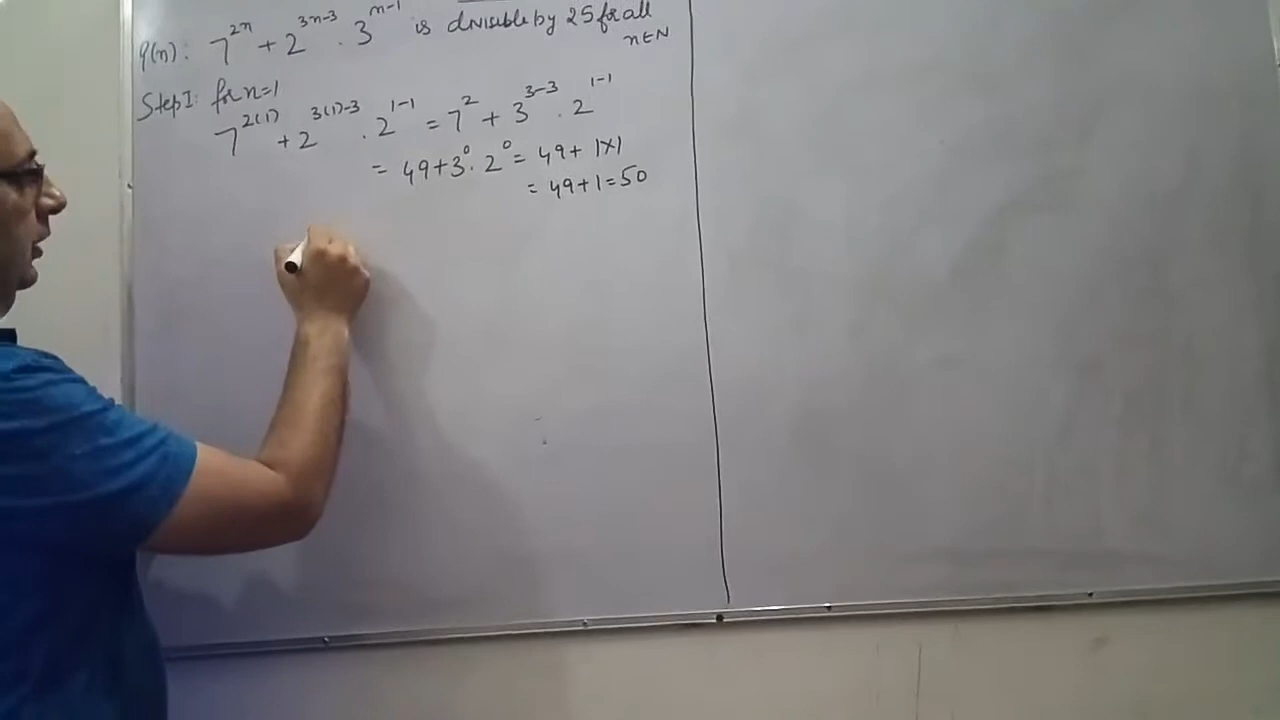 P(n): 7^{2n} + 2^{3n-3} . 3^{n-1} is divisible by 25 for all
n∈N
Step I: for n=1
7^{2(1)} + 2^{3(1)-3} . 2^{1-1} = 7^2 + 3^{3-3} . 2^{1-1}
= 49+3^0 . 2^0 = 49+ 1×1
= 49+1=50